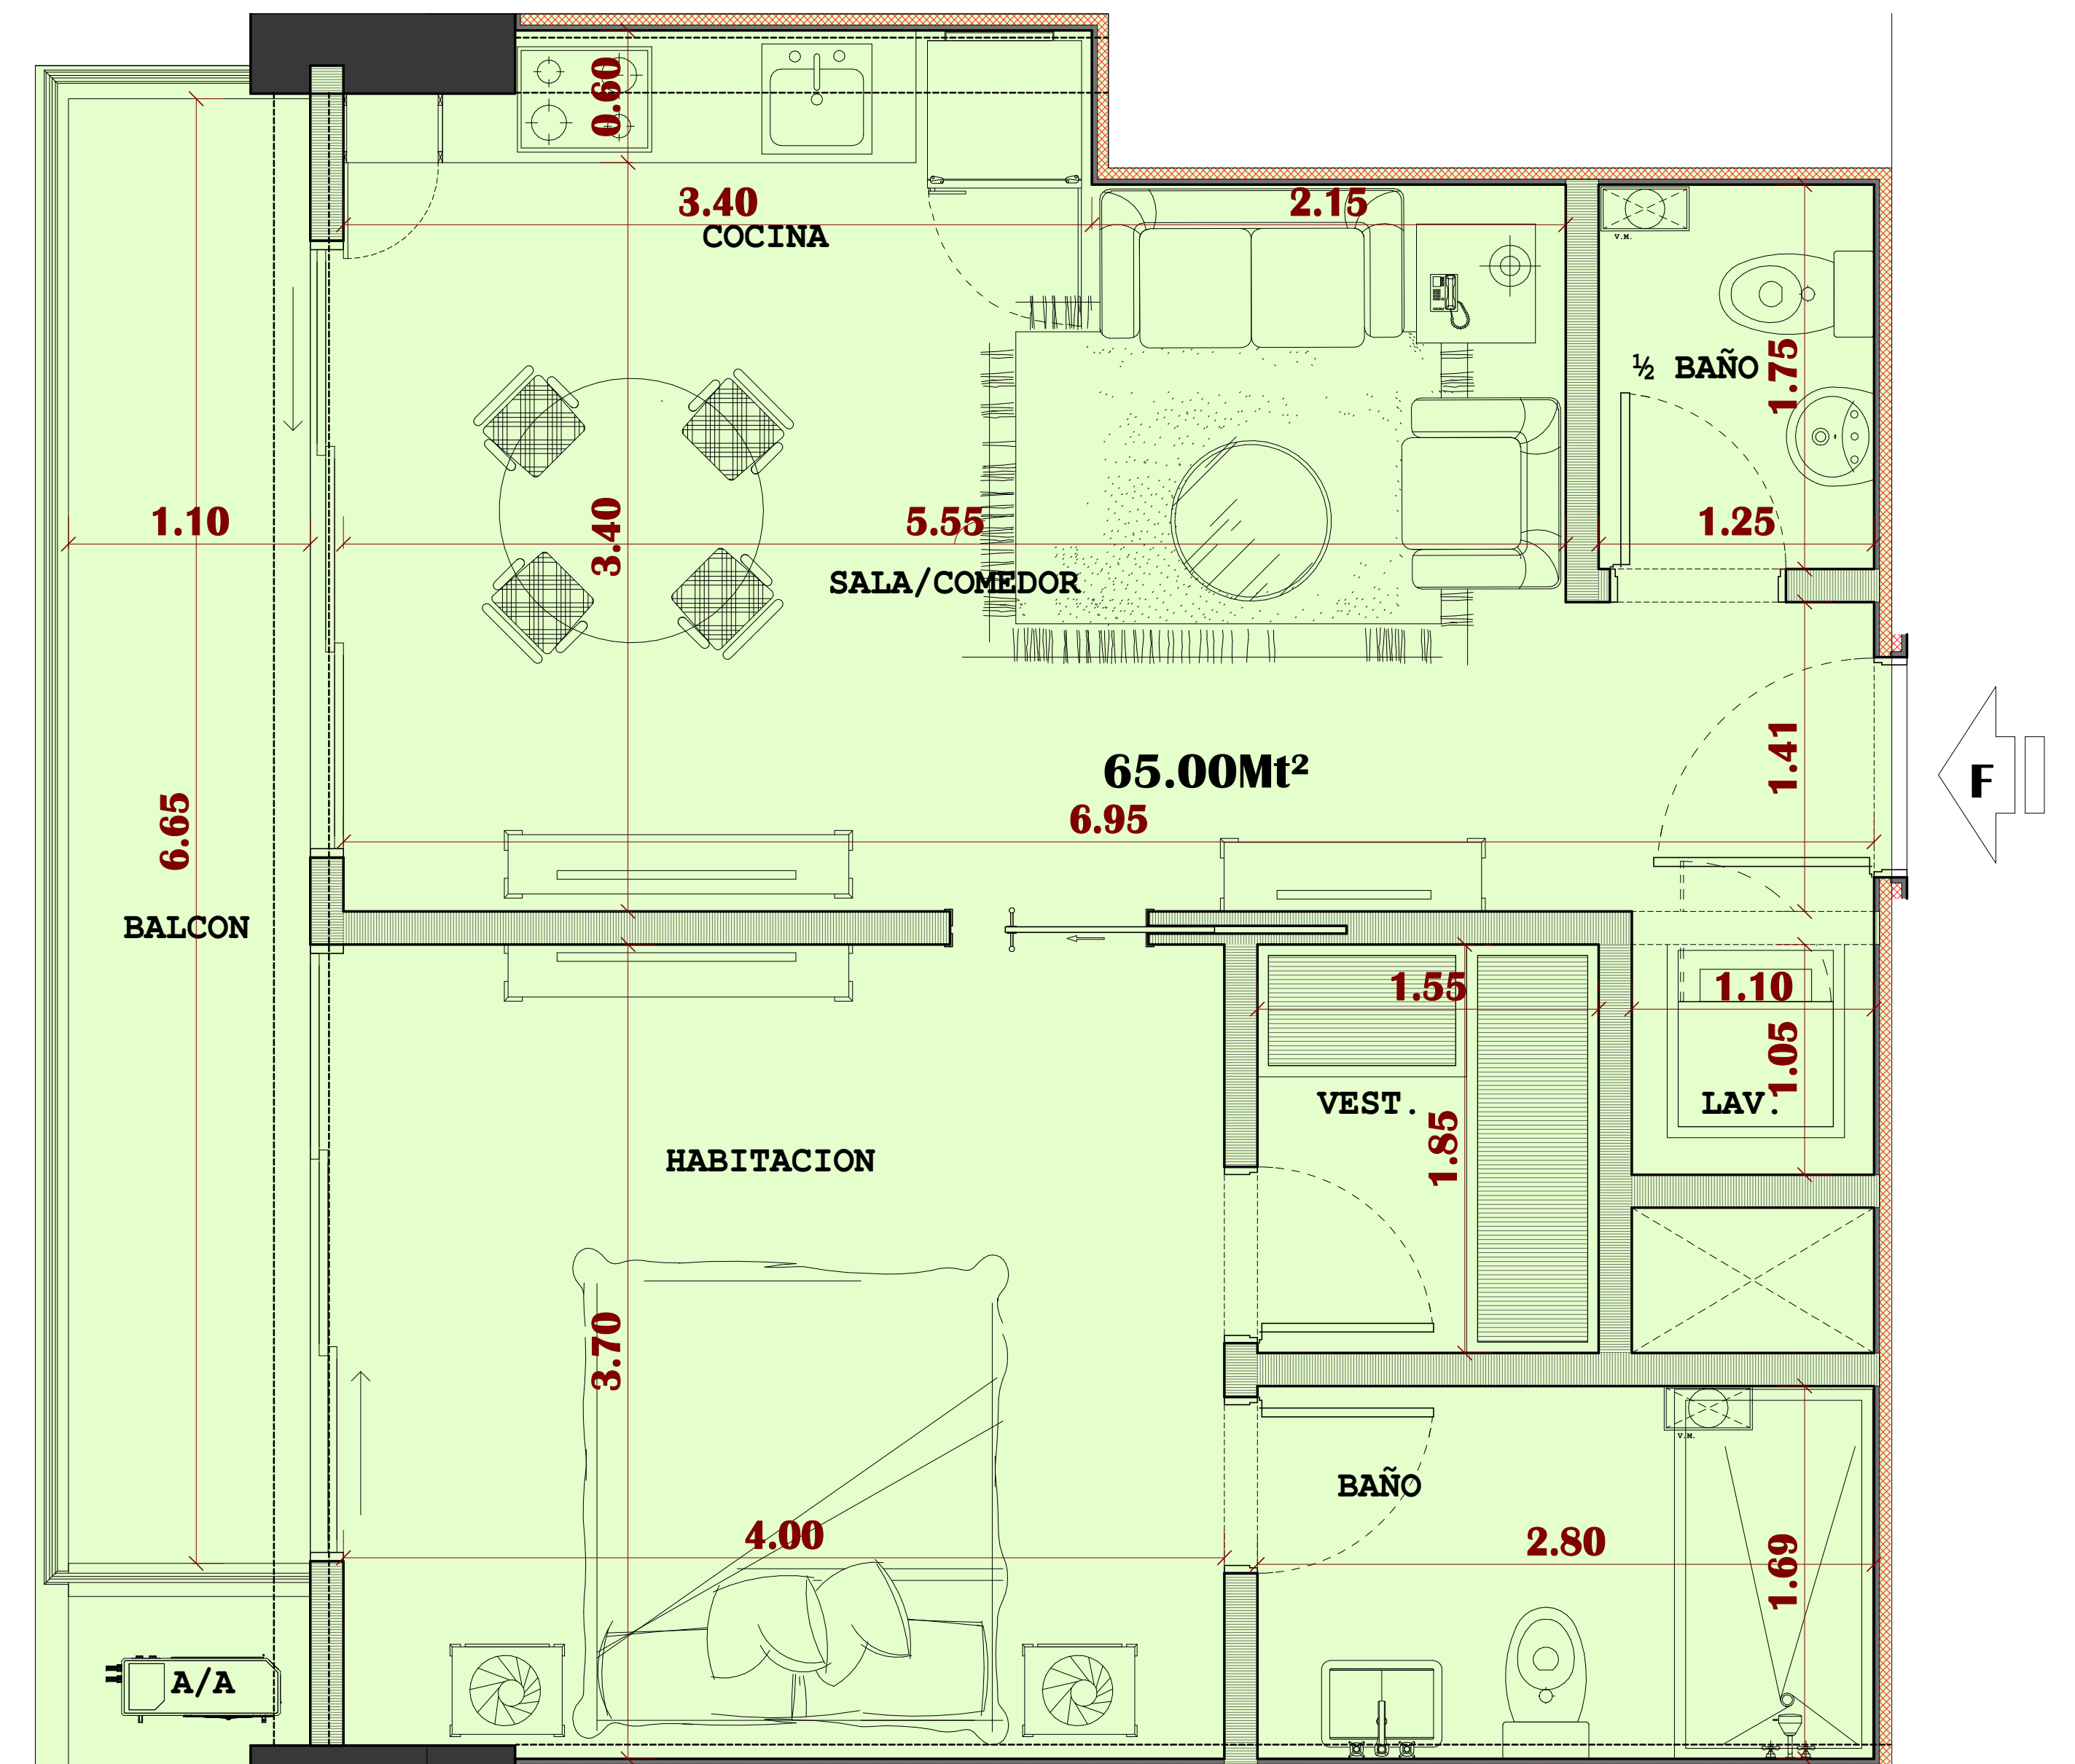 0.60
3.40
COCINA
2.15
V.M.
½ BAÑO
1.75
1.10
3.40
5.55
1.25
SALA/COMEDOR
65.00Mt²
1.41
F
6.95
6.65
BALCON
1.55
1.10
1.05
VEST.
LAV.
1.85
HABITACION
3.70
V.M.
BAÑO
4.00
2.80
1.69
A/A